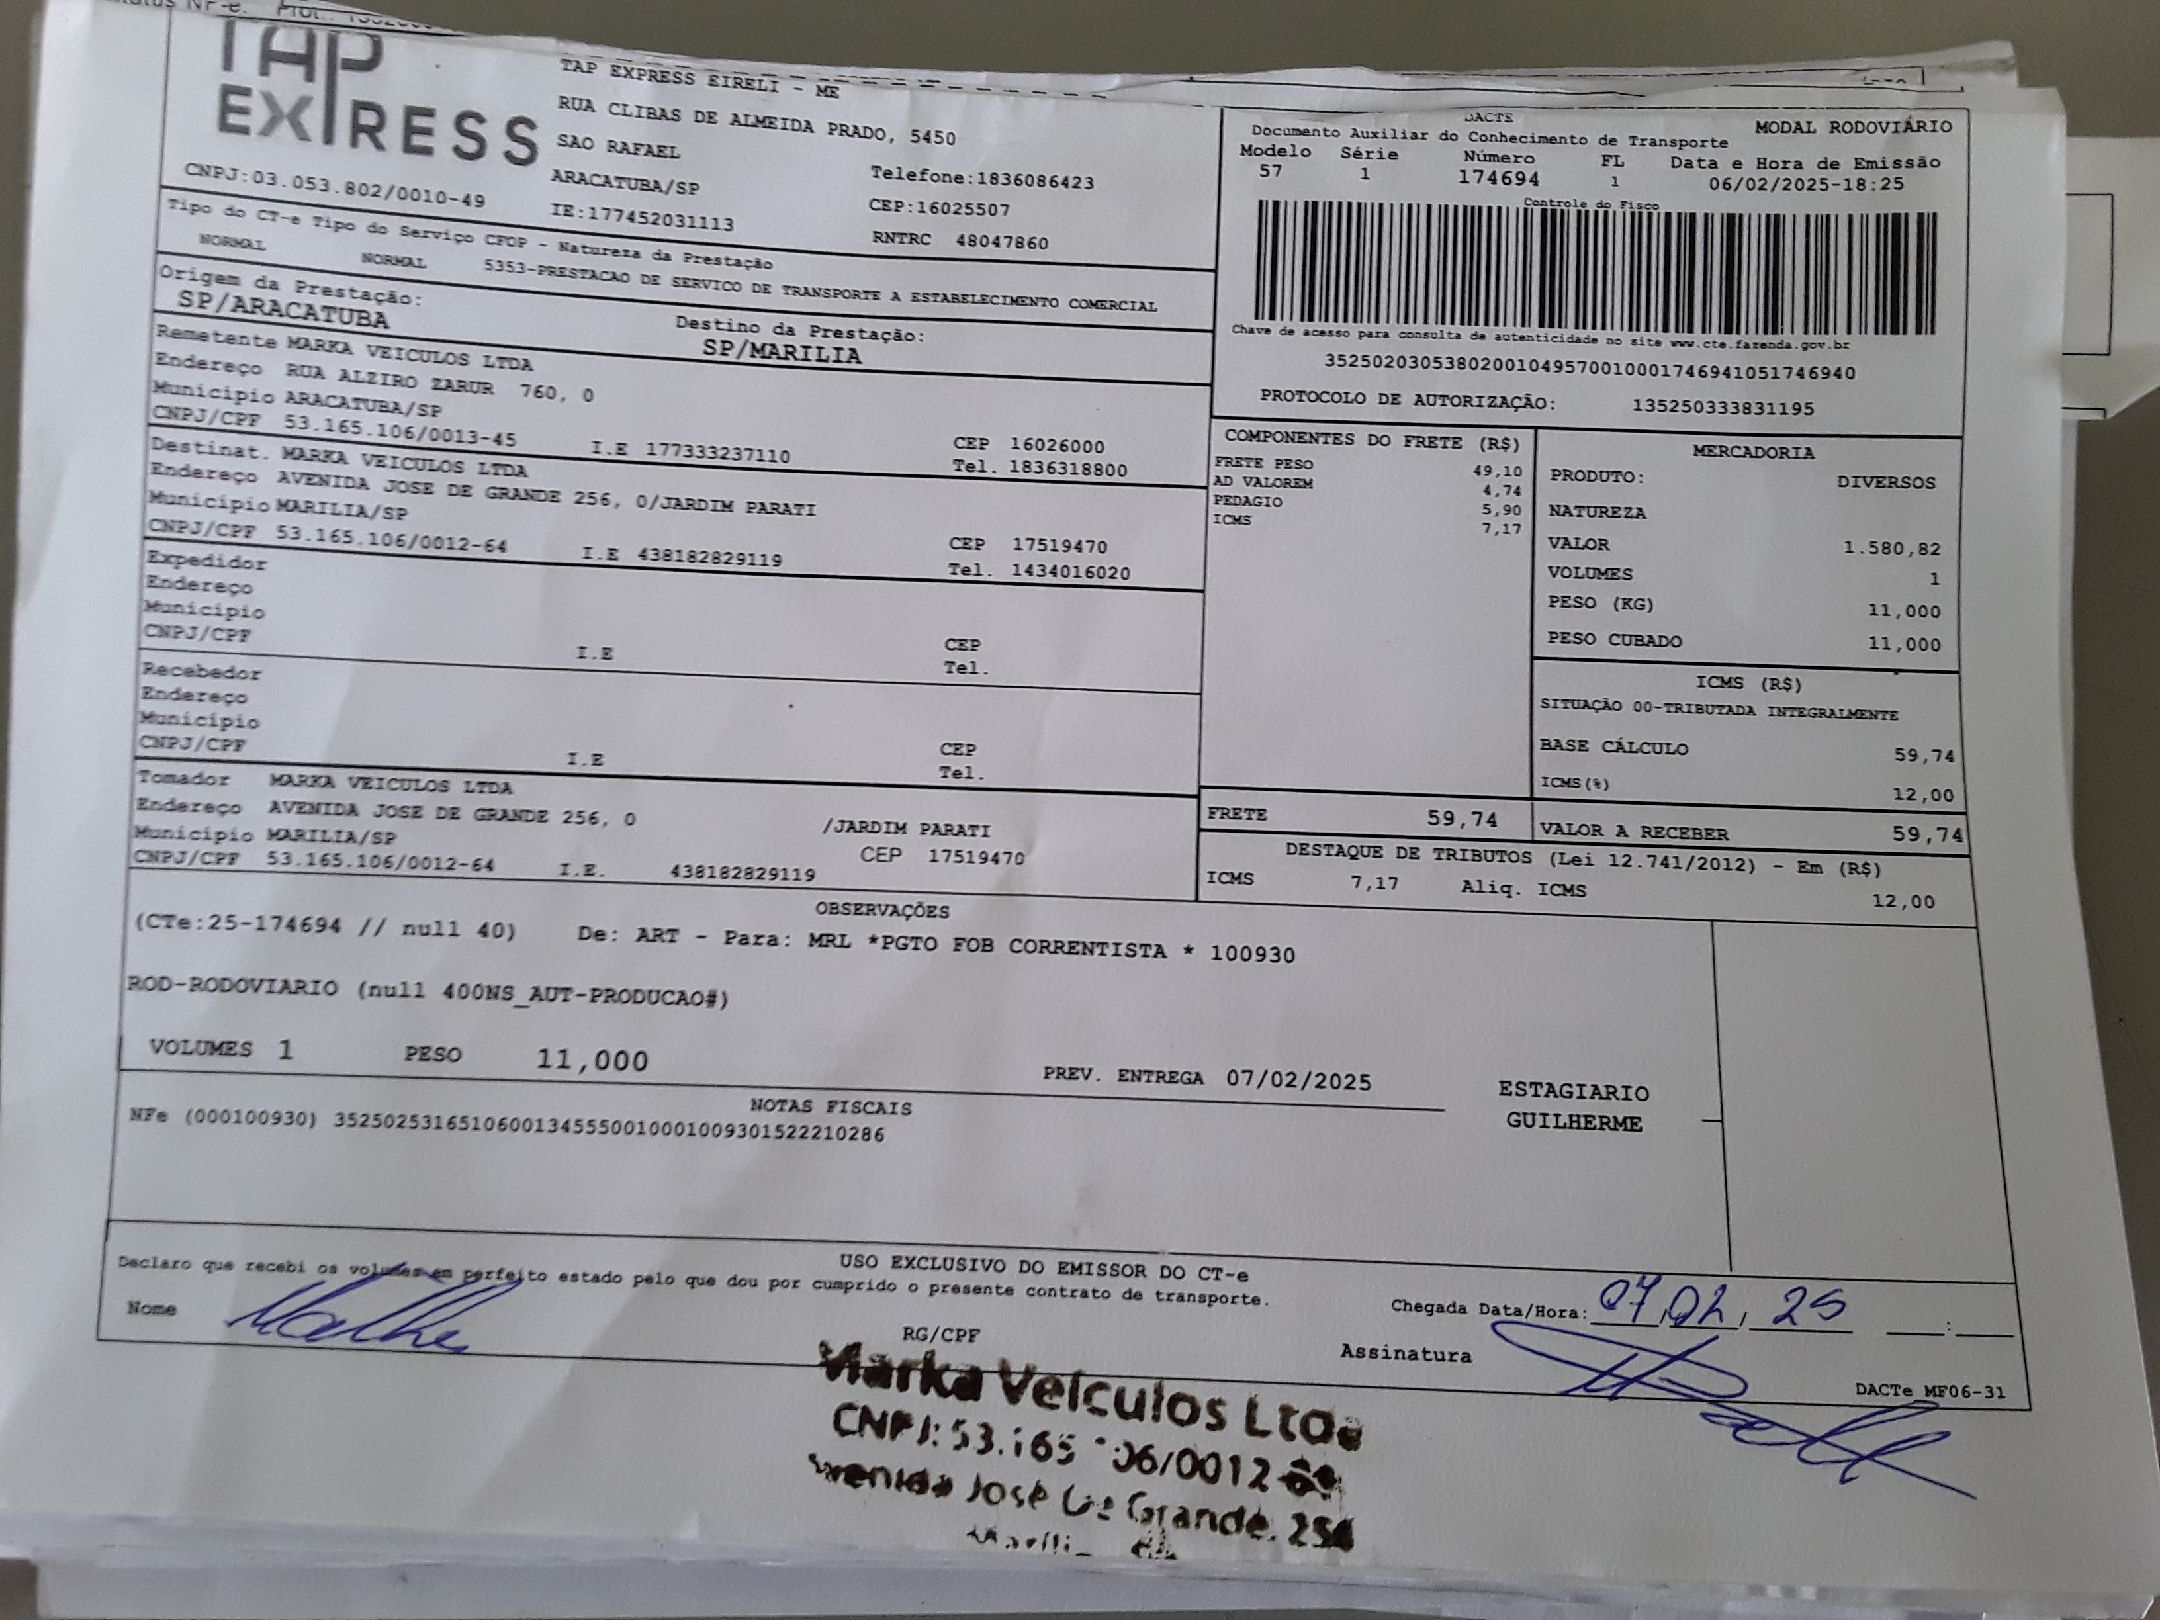 TAP
EXPRESS
CNPJ:03.053.802/0010-49
TAP EXPRESS EIRELI - ME
RUA CLIBAS DE ALMEIDA PRADO, 5450
SAO RAFAEL
ARACATUBA/SP
IE:177452031113
Telefone:1836086423
CEP:16025507
RNTRC 48047860
DACTE
Documento Auxiliar do Conhecimento de Transporte
MODAL RODOVIÁRIO
Modelo Série Número FL Data e Hora de Emissão
57 1 174694 1 06/02/2025-18:25
Controle do Fisco
Chave de acesso para consulta de autenticidade no site www.cte.fazenda.gov.br
35250203053802001049570010001746941051746940
PROTOCOLO DE AUTORIZAÇÃO: 135250333831195
Tipo do CT-e Tipo do Serviço CFOP - Natureza da Prestação
NORMAL NORMAL 5353-PRESTACAO DE SERVICO DE TRANSPORTE A ESTABELECIMENTO COMERCIAL
Origem da Prestação: Destino da Prestação:
SP/ARACATUBA SP/MARILIA
Remetente MARKA VEICULOS LTDA
Endereço RUA ALZIRO ZARUR 760, 0
Município ARACATUBA/SP CEP 16026000
CNPJ/CPF 53.165.106/0013-45 I.E 177333237110 Tel. 1836318800
Destinat. MARKA VEICULOS LTDA
Endereço AVENIDA JOSE DE GRANDE 256, 0/JARDIM PARATI
Município MARILIA/SP CEP 17519470
CNPJ/CPF 53.165.106/0012-64 I.E 438182829119 Tel. 1434016020
Expedidor
Endereço
Município CEP
CNPJ/CPF I.E Tel.
Recebedor
Endereço
Município CEP
CNPJ/CPF I.E Tel.
Tomador MARKA VEICULOS LTDA
Endereço AVENIDA JOSE DE GRANDE 256, 0 /JARDIM PARATI
Município MARILIA/SP CEP 17519470
CNPJ/CPF 53.165.106/0012-64 I.E. 438182829119
COMPONENTES DO FRETE (R$)
FRETE PESO 49,10
AD VALOREM 4,74
PEDAGIO 5,90
ICMS 7,17
MERCADORIA
PRODUTO: DIVERSOS
NATUREZA
VALOR 1.580,82
VOLUMES 1
PESO (KG) 11,000
PESO CUBADO 11,000
ICMS (R$)
SITUAÇÃO 00-TRIBUTADA INTEGRALMENTE
BASE CÁLCULO 59,74
ICMS(%) 12,00
FRETE 59,74 VALOR A RECEBER 59,74
DESTAQUE DE TRIBUTOS (Lei 12.741/2012) - Em (R$)
ICMS 7,17 Aliq. ICMS 12,00
OBSERVAÇÕES
(CTe:25-174694 // null 40) De: ART - Para: MRL *PGTO FOB CORRENTISTA * 100930
ROD-RODOVIARIO (null 400NS_AUT-PRODUCAO#)
VOLUMES 1 PESO 11,000 PREV. ENTREGA 07/02/2025
ESTAGIARIO
GUILHERME
NOTAS FISCAIS
NFe (000100930) 35250253165106001345550010001009301522210286
USO EXCLUSIVO DO EMISSOR DO CT-e
Declaro que recebi os volumes em perfeito estado pelo que dou por cumprido o presente contrato de transporte.
Nome RG/CPF
Chegada Data/Hora: 07/02/25
Assinatura
DACTe MF06-31
Marka Veículos Ltda
CNPJ: 53.165 06/0012
Avenida José De Grande. 256